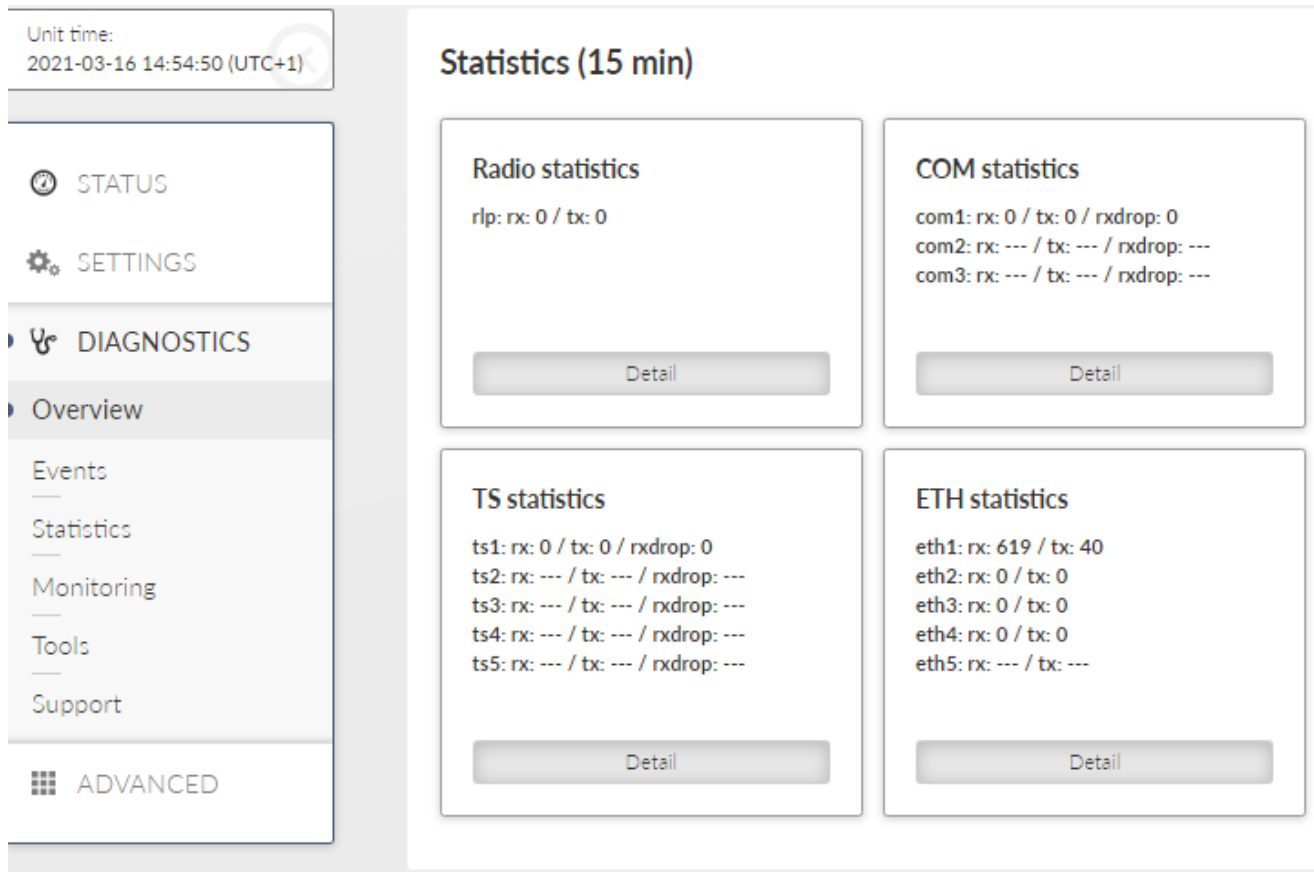 Unit time:
2021-03-16 14:54:50 (UTC+1)
STATUS
SETTINGS
DIAGNOSTICS
Overview
Events
Statistics
Monitoring
Tools
Support
ADVANCED
Statistics (15 min)
Radio statistics
rlp: rx: 0 / tx: 0
Detail
COM statistics
com1: rx: 0 / tx: 0 / rxdrop: 0
com2: rx: --- / tx: --- / rxdrop: ---
com3: rx: --- / tx: --- / rxdrop: ---
Detail
TS statistics
ts1: rx: 0 / tx: 0 / rxdrop: 0
ts2: rx: --- / tx: --- / rxdrop: ---
ts3: rx: --- / tx: --- / rxdrop: ---
ts4: rx: --- / tx: --- / rxdrop: ---
ts5: rx: --- / tx: --- / rxdrop: ---
Detail
ETH statistics
eth1: rx: 619 / tx: 40
eth2: rx: 0 / tx: 0
eth3: rx: 0 / tx: 0
eth4: rx: 0 / tx: 0
eth5: rx: --- / tx: ---
Detail